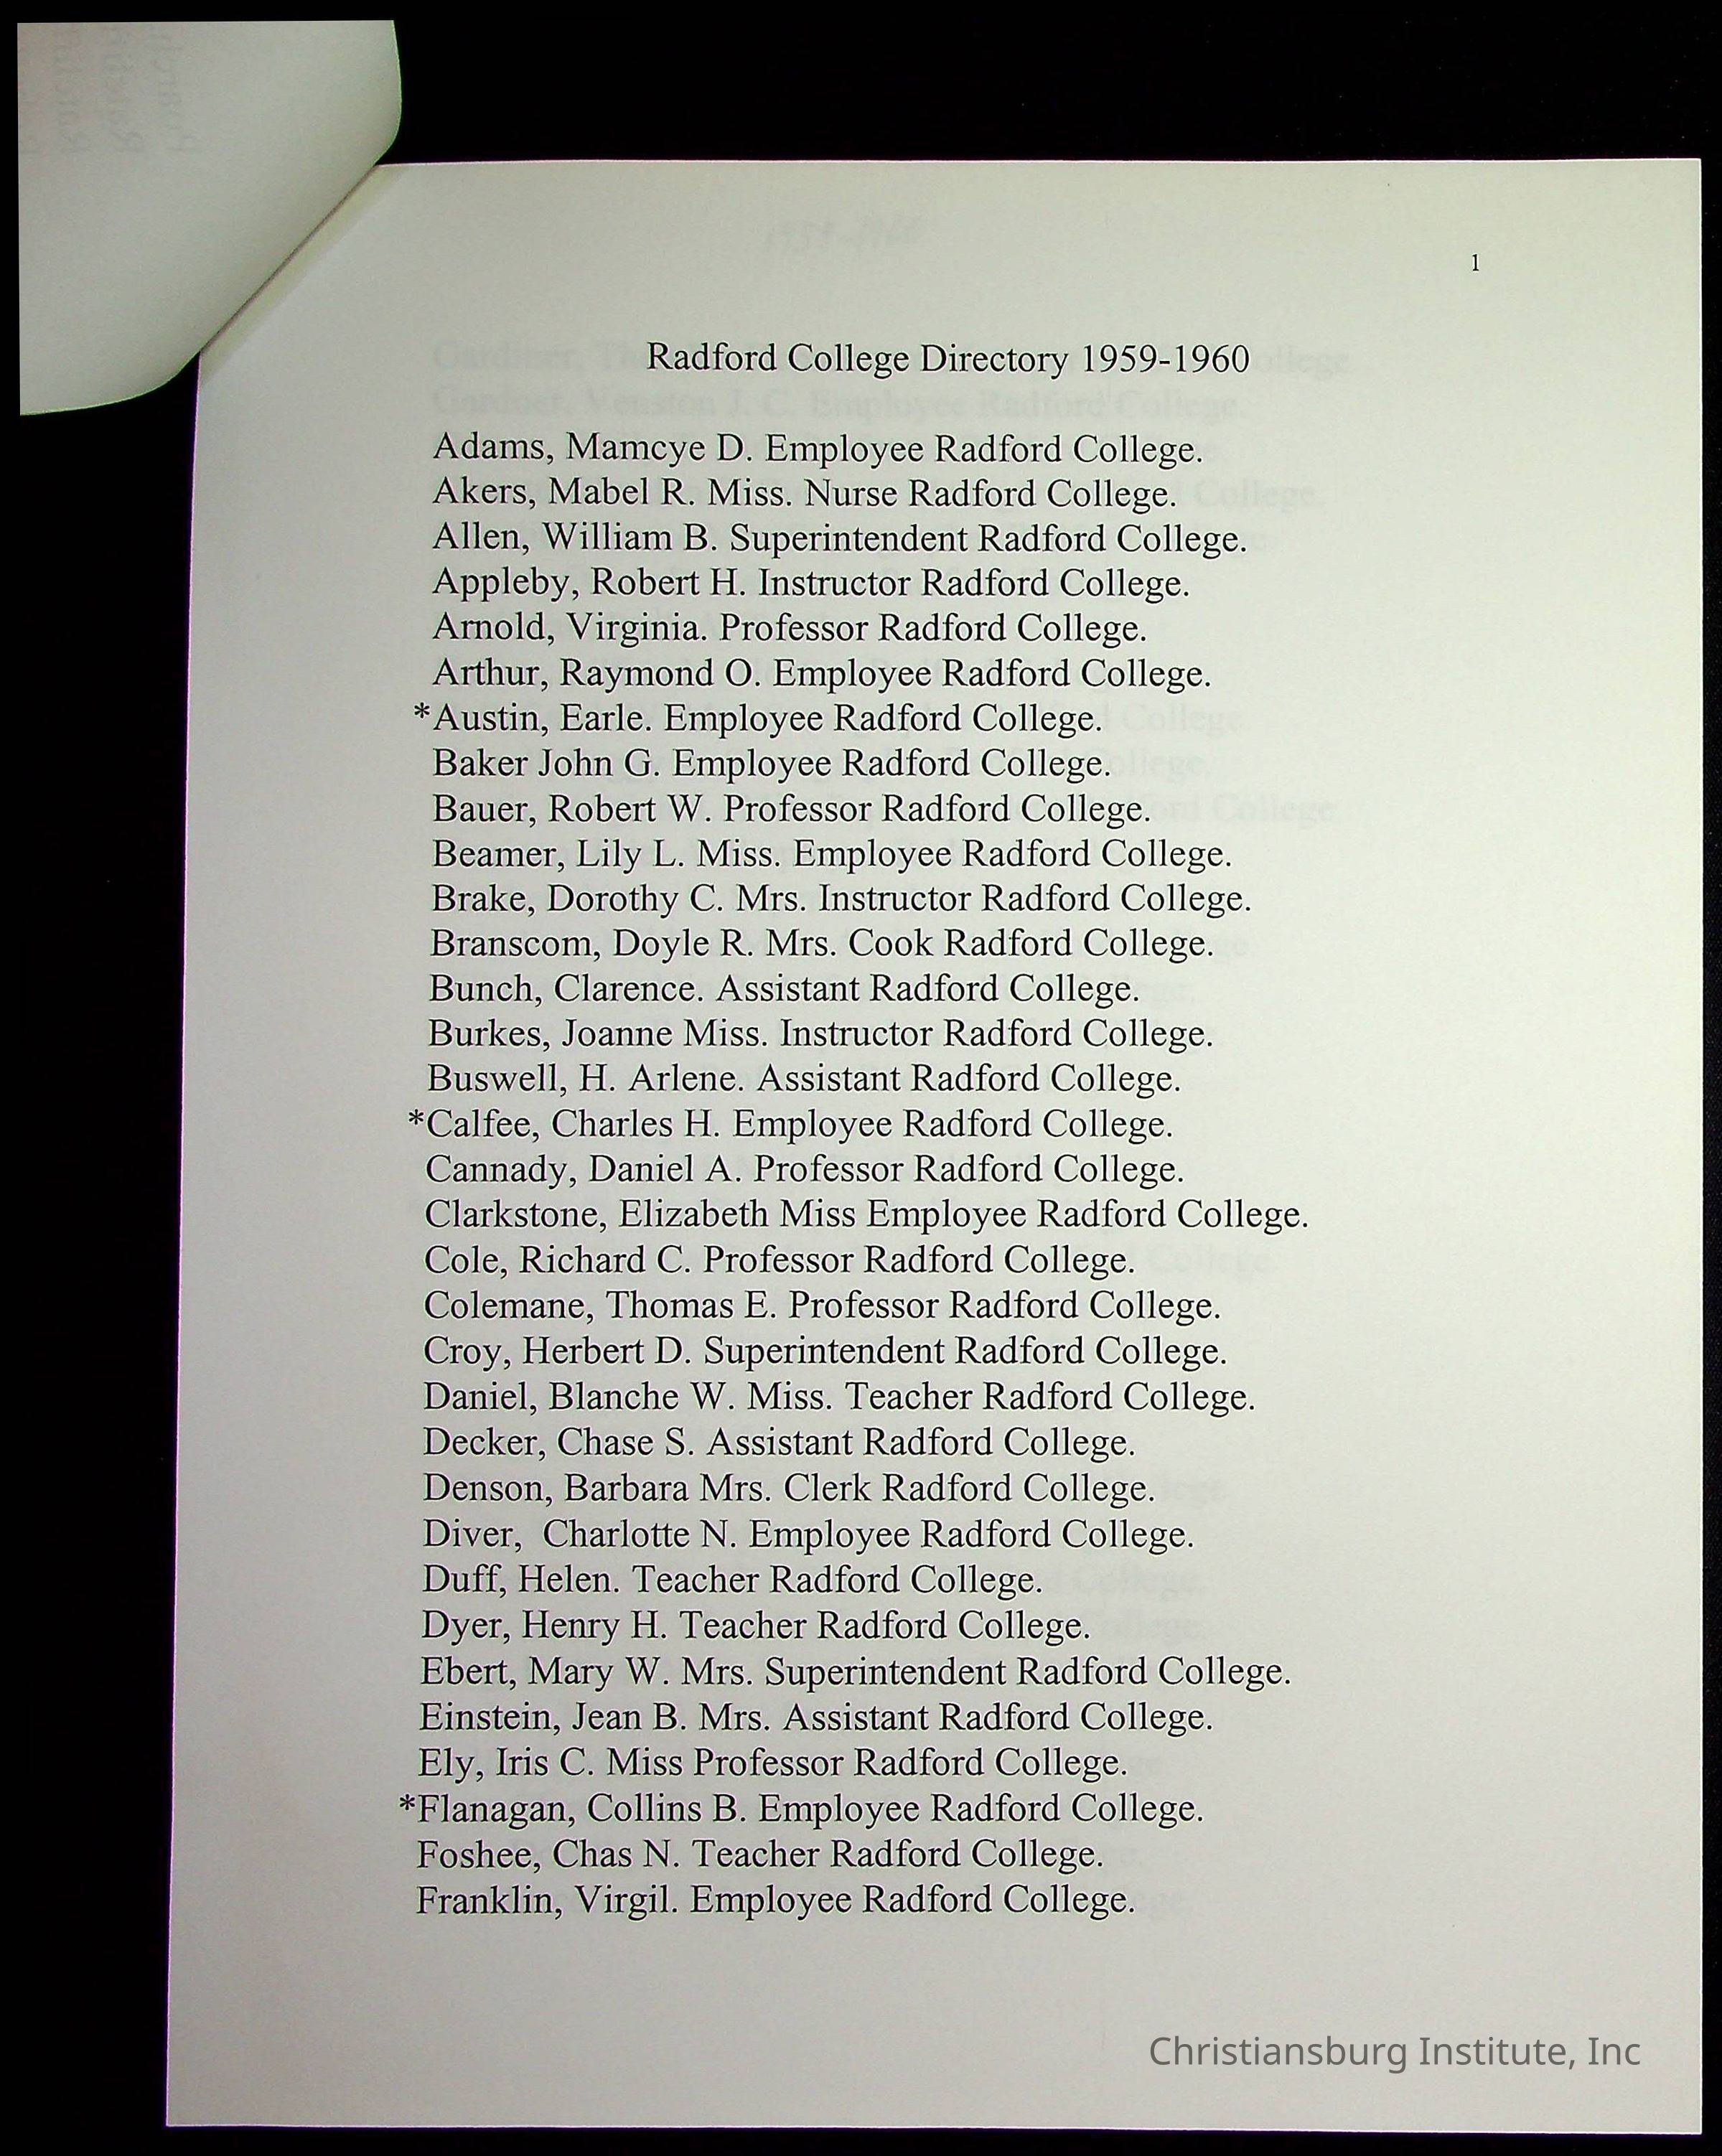 1
Radford College Directory 1959-1960
Adams, Mamcye D. Employee Radford College.
Akers, Mabel R. Miss. Nurse Radford College.
Allen, William B. Superintendent Radford College.
Appleby, Robert H. Instructor Radford College.
Arnold, Virginia. Professor Radford College.
Arthur, Raymond O. Employee Radford College.
*Austin, Earle. Employee Radford College.
Baker John G. Employee Radford College.
Bauer, Robert W. Professor Radford College.
Beamer, Lily L. Miss. Employee Radford College.
Brake, Dorothy C. Mrs. Instructor Radford College.
Branscom, Doyle R. Mrs. Cook Radford College.
Bunch, Clarence. Assistant Radford College.
Burkes, Joanne Miss. Instructor Radford College.
Buswell, H. Arlene. Assistant Radford College.
*Calfee, Charles H. Employee Radford College.
Cannady, Daniel A. Professor Radford College.
Clarkstone, Elizabeth Miss Employee Radford College.
Cole, Richard C. Professor Radford College.
Colemane, Thomas E. Professor Radford College.
Croy, Herbert D. Superintendent Radford College.
Daniel, Blanche W. Miss. Teacher Radford College.
Decker, Chase S. Assistant Radford College.
Denson, Barbara Mrs. Clerk Radford College.
Diver,  Charlotte N. Employee Radford College.
Duff, Helen. Teacher Radford College.
Dyer, Henry H. Teacher Radford College.
Ebert, Mary W. Mrs. Superintendent Radford College.
Einstein, Jean B. Mrs. Assistant Radford College.
Ely, Iris C. Miss Professor Radford College.
*Flanagan, Collins B. Employee Radford College.
Foshee, Chas N. Teacher Radford College.
Franklin, Virgil. Employee Radford College.
Christiansburg Institute, Inc